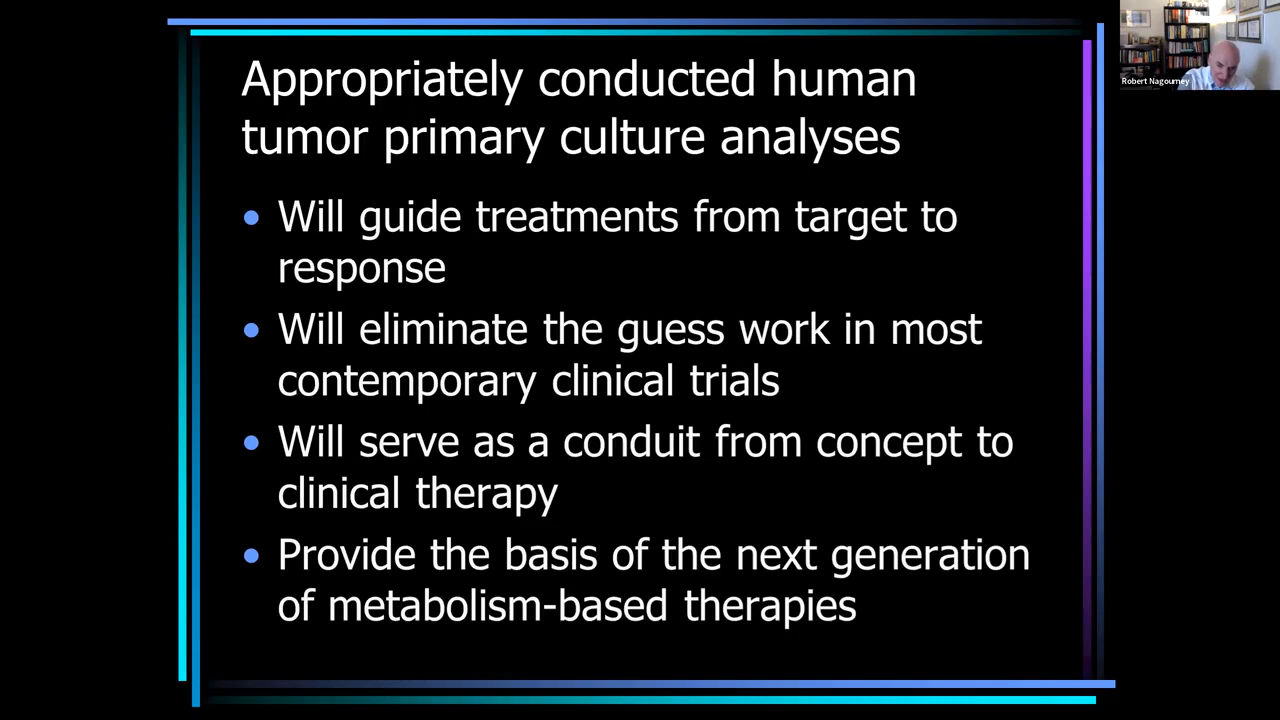 Appropriately conducted human
tumor primary culture analyses
• Will guide treatments from target to
response
• Will eliminate the guess work in most
contemporary clinical trials
• Will serve as a conduit from concept to
clinical therapy
• Provide the basis of the next generation
of metabolism-based therapies
Robert Nagourney